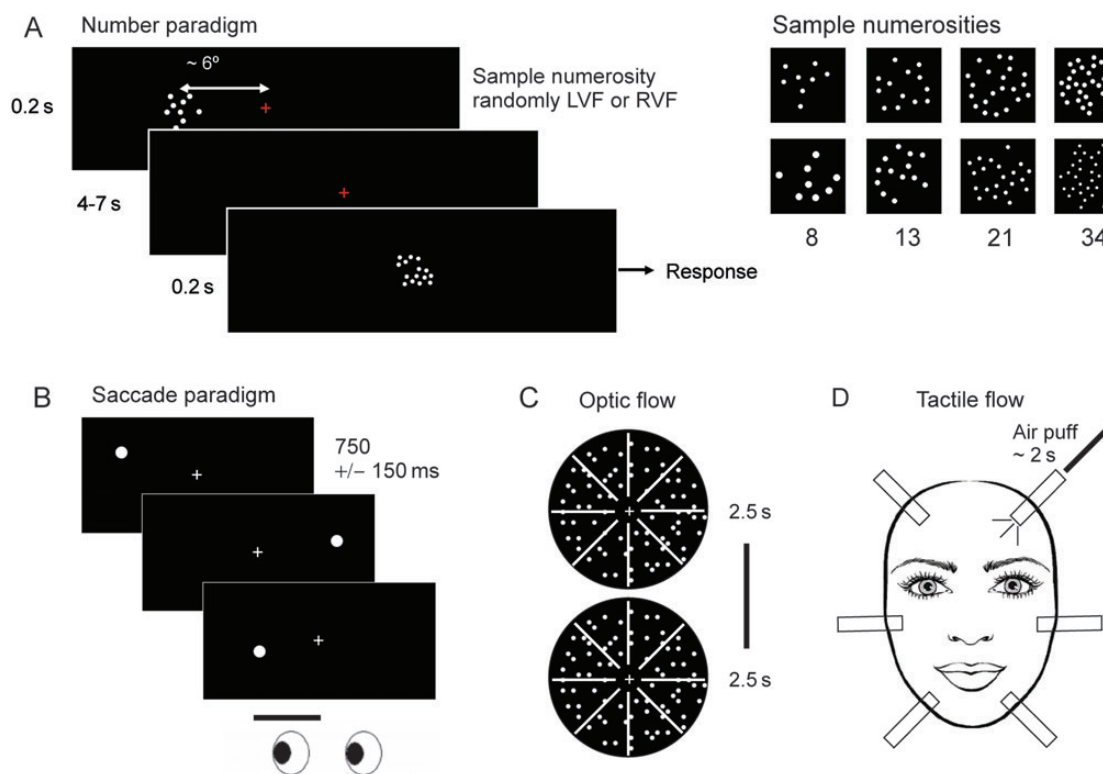 A
Number paradigm
~ 6º
0.2 s
Sample numerosity
randomly LVF or RVF
4-7 s
0.2 s
Response
Sample numerosities
8 13 21 34
B
Saccade paradigm
750
+/− 150 ms
C
Optic flow
2.5 s
2.5 s
D
Tactile flow
Air puff
~ 2 s